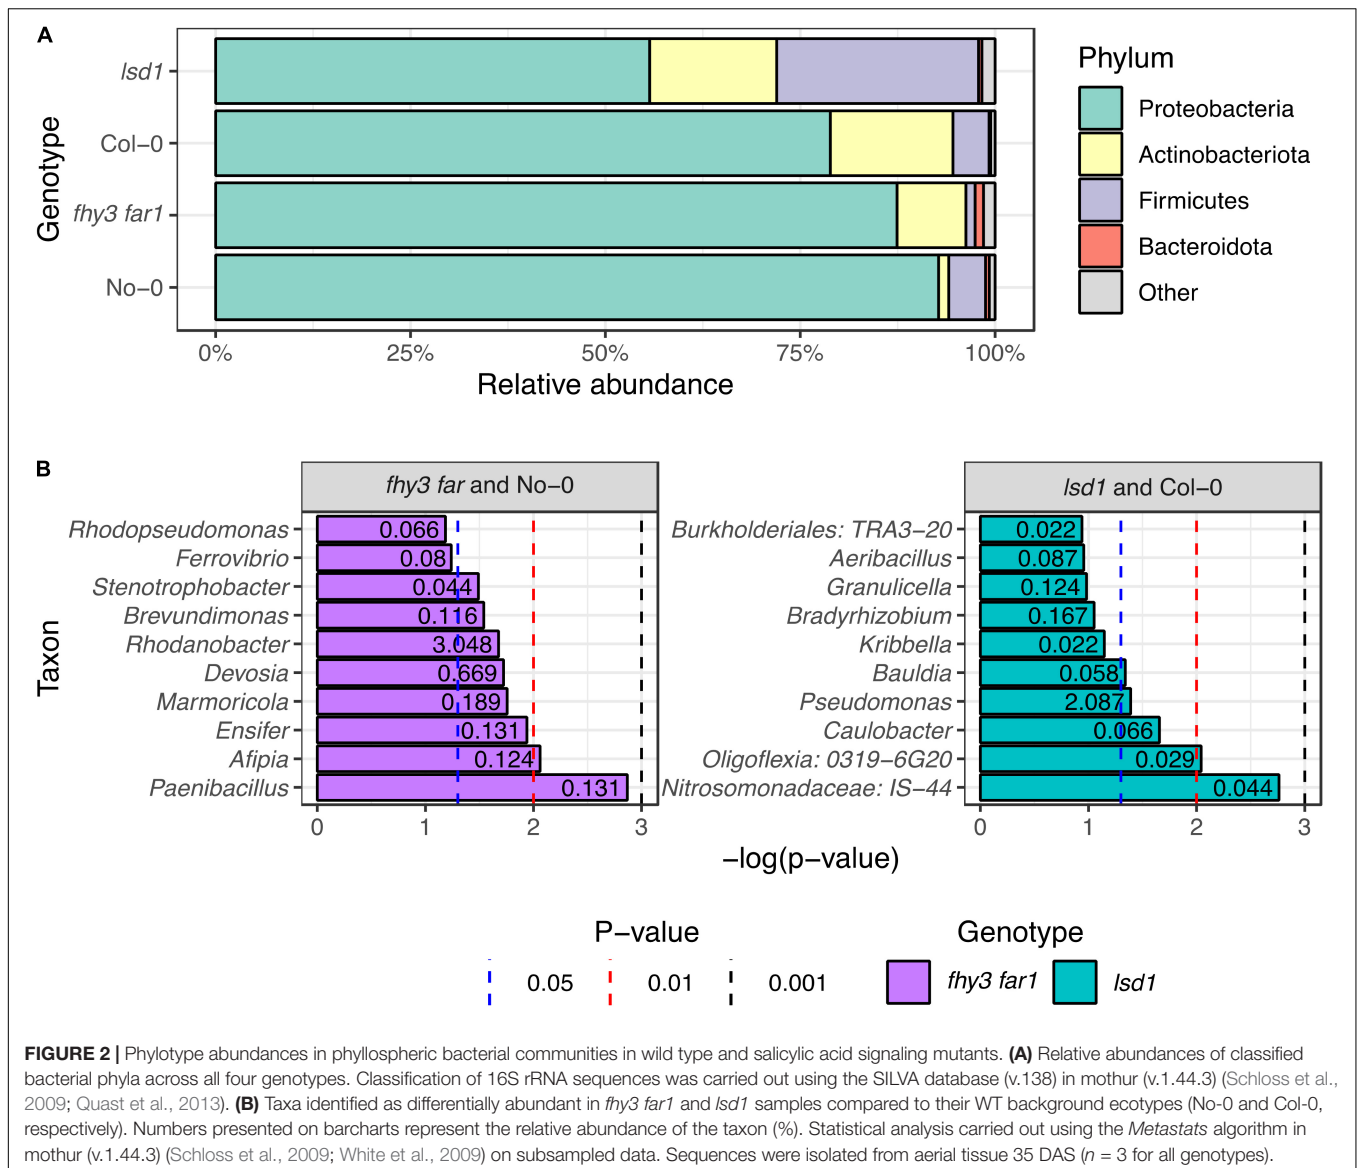 A
Genotype
lsd1
Col−0
fhy3 far1
No−0
0% 25% 50% 75% 100%
Relative abundance
Phylum
Proteobacteria
Actinobacteriota
Firmicutes
Bacteroidota
Other
B
Taxon
fhy3 far and No−0
Rhodopseudomonas 0.066
Ferrovibrio 0.08
Stenotrophobacter 0.044
Brevundimonas 0.116
Rhodanobacter 3.048
Devosia 0.669
Marmoricola 0.189
Ensifer 0.131
Afipia 0.124
Paenibacillus 0.131
0 1 2 3
lsd1 and Col−0
Burkholderiales: TRA3−20 0.022
Aeribacillus 0.087
Granulicella 0.124
Bradyrhizobium 0.167
Kribbella 0.022
Bauldia 0.058
Pseudomonas 2.087
Caulobacter 0.066
Oligoflexia: 0319−6G20 0.029
Nitrosomonadaceae: IS−44 0.044
0 1 2 3
−log(p−value)
P−value
0.05 0.01 0.001
Genotype
fhy3 far1 lsd1
FIGURE 2 | Phylotype abundances in phyllospheric bacterial communities in wild type and salicylic acid signaling mutants. (A) Relative abundances of classified
bacterial phyla across all four genotypes. Classification of 16S rRNA sequences was carried out using the SILVA database (v.138) in mothur (v.1.44.3) (Schloss et al.,
2009; Quast et al., 2013). (B) Taxa identified as differentially abundant in fhy3 far1 and lsd1 samples compared to their WT background ecotypes (No-0 and Col-0,
respectively). Numbers presented on barcharts represent the relative abundance of the taxon (%). Statistical analysis carried out using the Metastats algorithm in
mothur (v.1.44.3) (Schloss et al., 2009; White et al., 2009) on subsampled data. Sequences were isolated from aerial tissue 35 DAS (n = 3 for all genotypes).